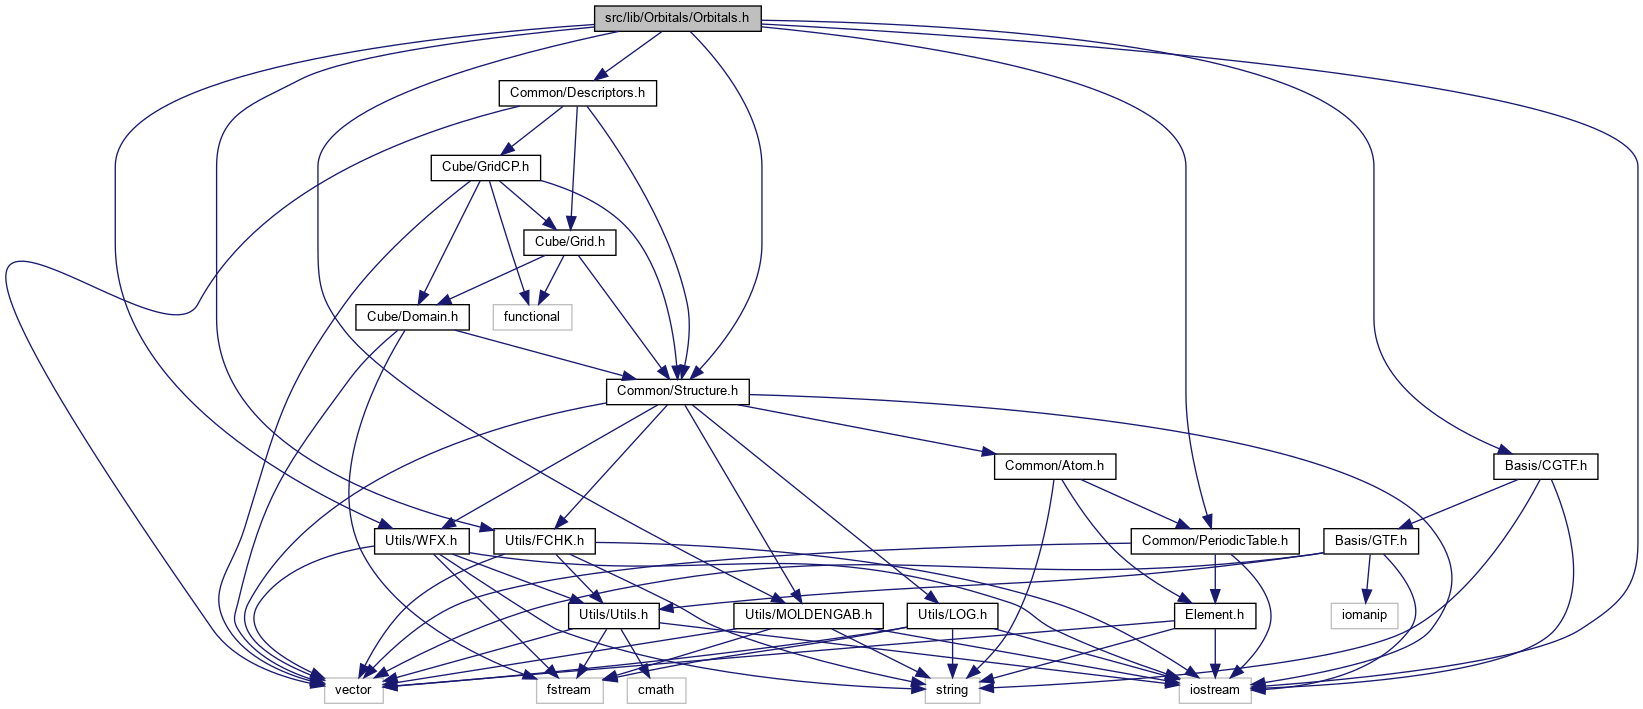 src/lib/Orbitals/Orbitals.h
Common/Descriptors.h
Cube/GridCP.h
Cube/Grid.h
Cube/Domain.h
functional
Common/Structure.h
Common/Atom.h
Basis/CGTF.h
Utils/WFX.h
Utils/FCHK.h
Common/PeriodicTable.h
Basis/GTF.h
Utils/Utils.h
Utils/MOLDENGAB.h
Utils/LOG.h
Element.h
iomanip
vector
fstream
cmath
string
iostream